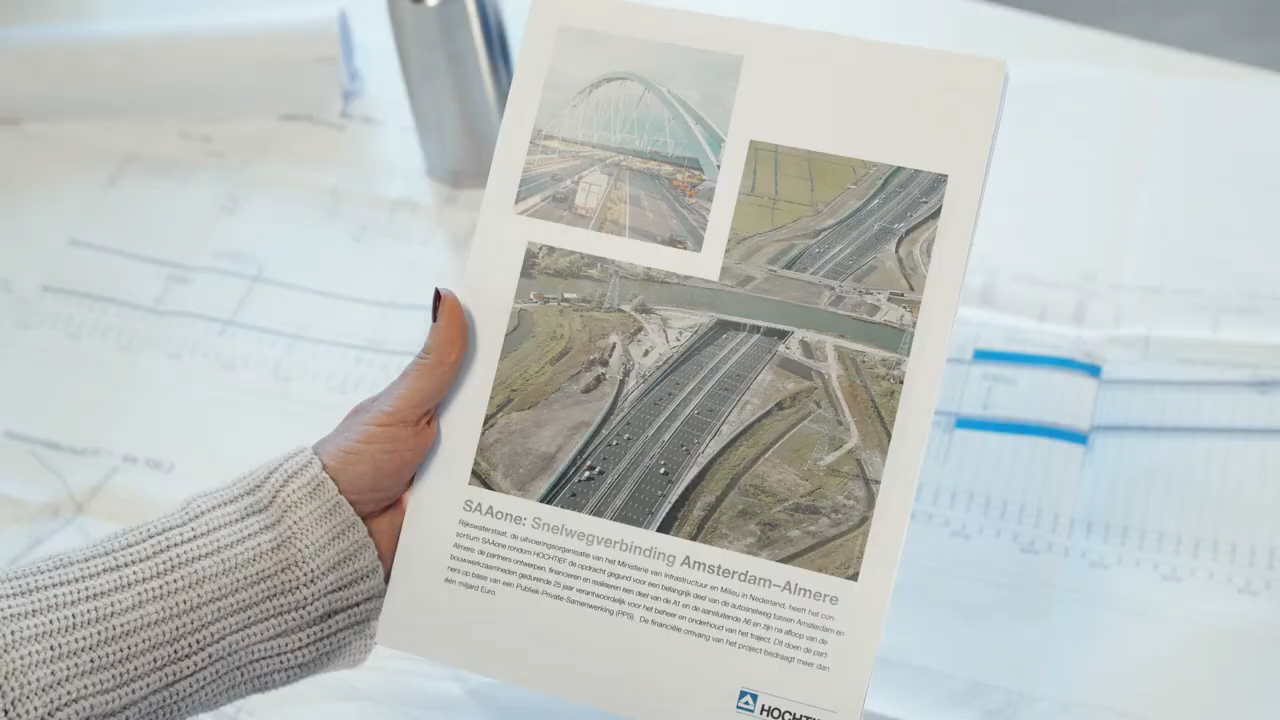 SAAone: Snelwegverbinding Amsterdam–Almere
Rijkswaterstaat, de uitvoeringsorganisatie van het Ministerie van Infrastructuur en Milieu in Nederland, heeft het con-
sortium SAAone rondom HOCHTIEF de opdracht gegund voor een belangrijk deel van de autosnelweg tussen Amsterdam en
Almere: de partners ontwerpen, financieren en realiseren een deel van de A1 en de aansluitende A6 en zijn na afloop van de
bouwwerkzaamheden gedurende 25 jaar verantwoordelijk voor het beheer en onderhoud van het traject. Dit doen de part-
ners op basis van een Publiek-Private-Samenwerking (PPS). De financiële omvang van het project bedraagt meer dan
één miljard Euro.
HOCHTIE